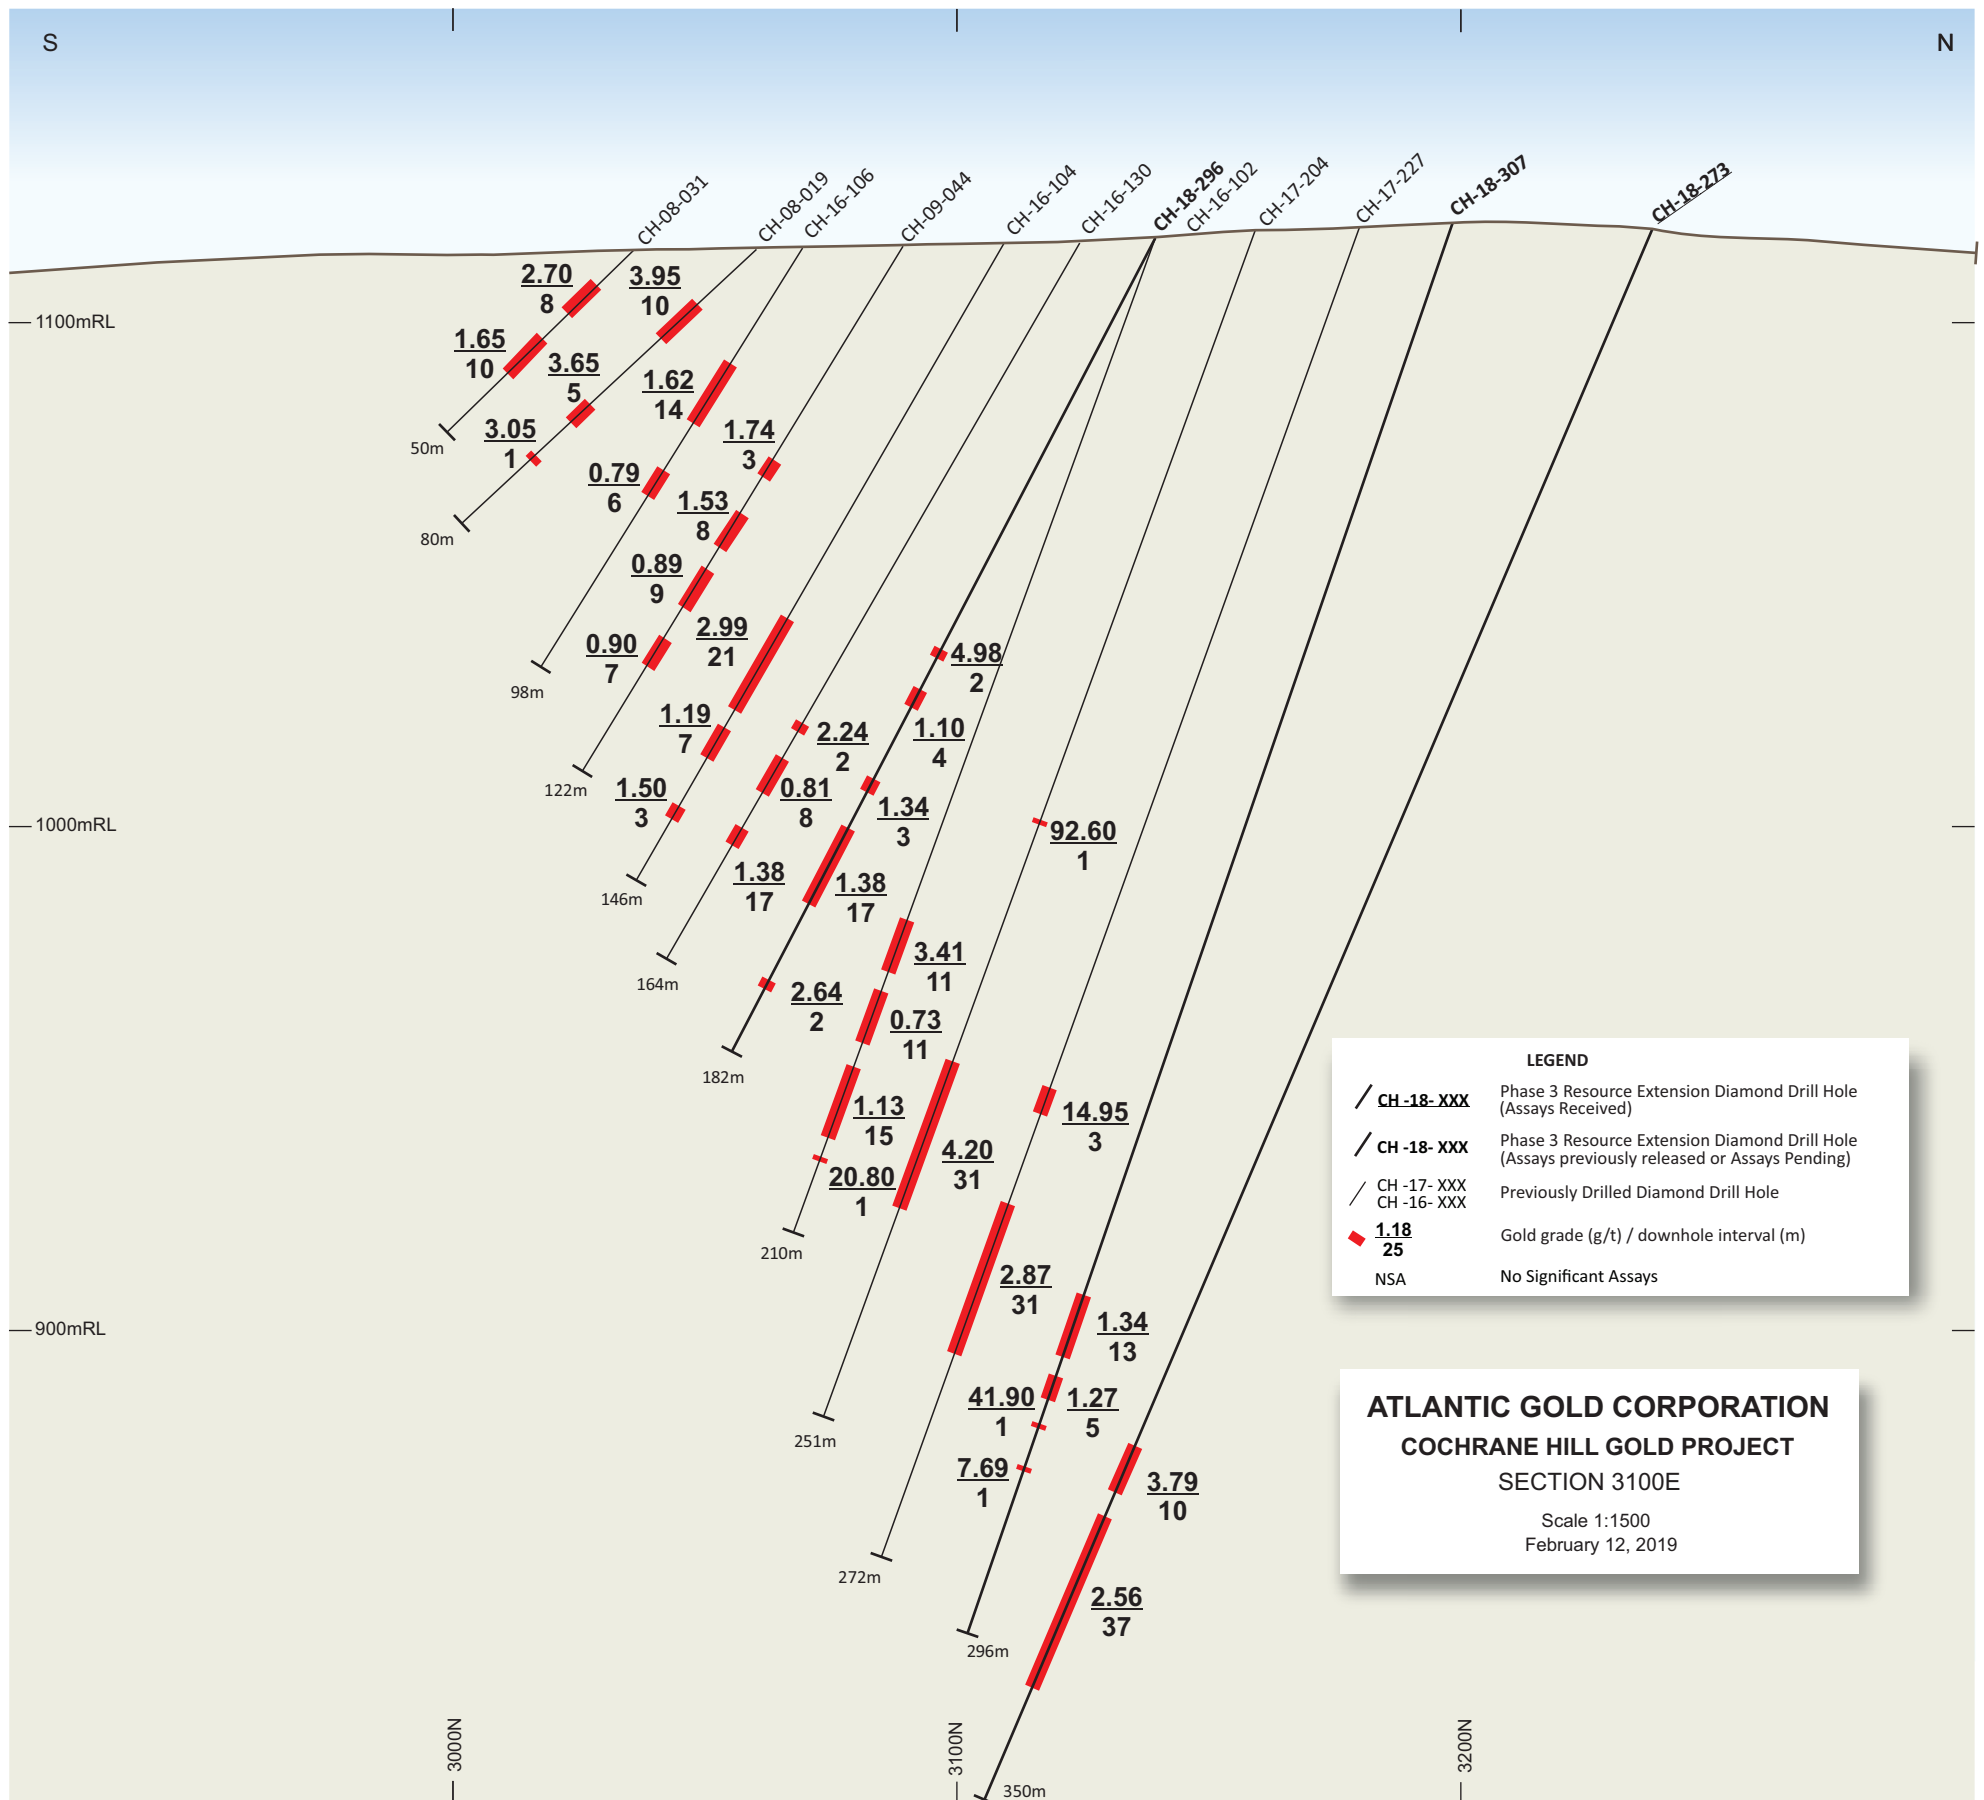 S
N
CH-08-031
CH-08-019
CH-16-106
CH-09-044
CH-16-104
CH-16-130
CH-18-296
CH-16-102
CH-17-204
CH-17-227
CH-18-307
CH-18-273
1100mRL
1000mRL
900mRL
2.70
8
1.65
10
50m
3.95
10
3.65
5
3.05
1
80m
1.62
14
0.79
6
98m
1.74
3
1.53
8
0.89
9
0.90
7
122m
2.99
21
1.19
7
1.50
3
146m
2.24
2
0.81
8
1.38
17
164m
4.98
2
1.10
4
1.34
3
1.38
17
2.64
2
182m
3.41
11
0.73
11
1.13
15
20.80
1
210m
92.60
1
4.20
31
251m
14.95
3
2.87
31
272m
1.34
13
1.27
5
41.90
1
7.69
1
296m
3.79
10
2.56
37
350m
LEGEND
CH -18- XXX
Phase 3 Resource Extension Diamond Drill Hole
(Assays Received)
CH -18- XXX
Phase 3 Resource Extension Diamond Drill Hole
(Assays previously released or Assays Pending)
CH -17- XXX
CH -16- XXX
Previously Drilled Diamond Drill Hole
1.18
25
Gold grade (g/t) / downhole interval (m)
NSA
No Significant Assays
ATLANTIC GOLD CORPORATION
COCHRANE HILL GOLD PROJECT
SECTION 3100E
Scale 1:1500
February 12, 2019
3000N
3100N
3200N